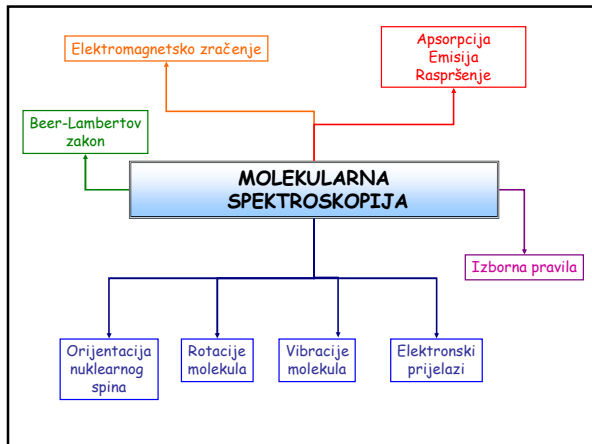 Elektromagnetsko zračenje
Apsorpcija
Emisija
Raspršenje
Beer-Lambertov
zakon
MOLEKULARNA
SPEKTROSKOPIJA
Izborna pravila
Orijentacija
nuklearnog
spina
Rotacije
molekula
Vibracije
molekula
Elektronski
prijelazi